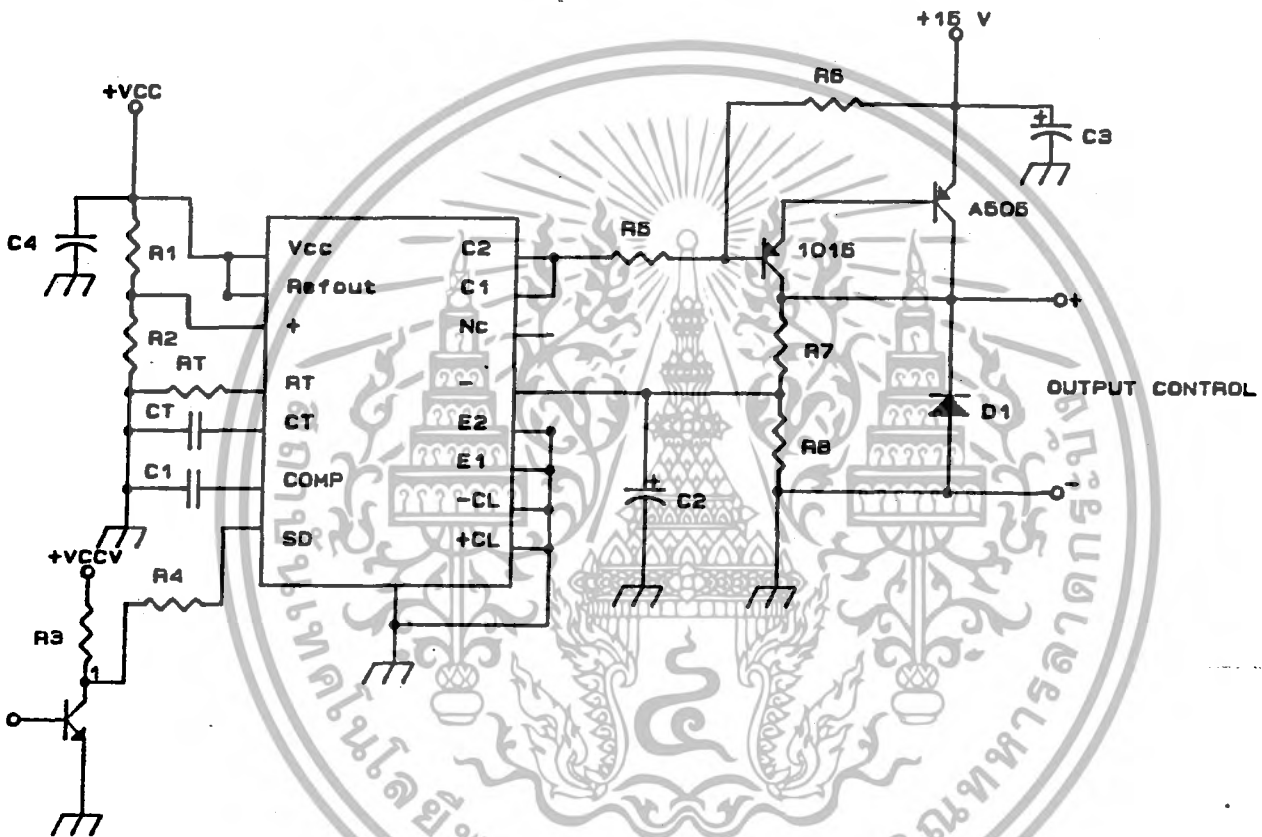 +15 V
+VCC
R6
C3
C4
R1
Vcc
Refout
+
R2
RT
RT
CT
CT
C1
COMP
SD
C2
C1
NC
-
E2
E1
-CL
+CL
R5
1015
A505
+
R7
R8
C2
D1
OUTPUT CONTROL
-
+VCCV
R4
R3
1